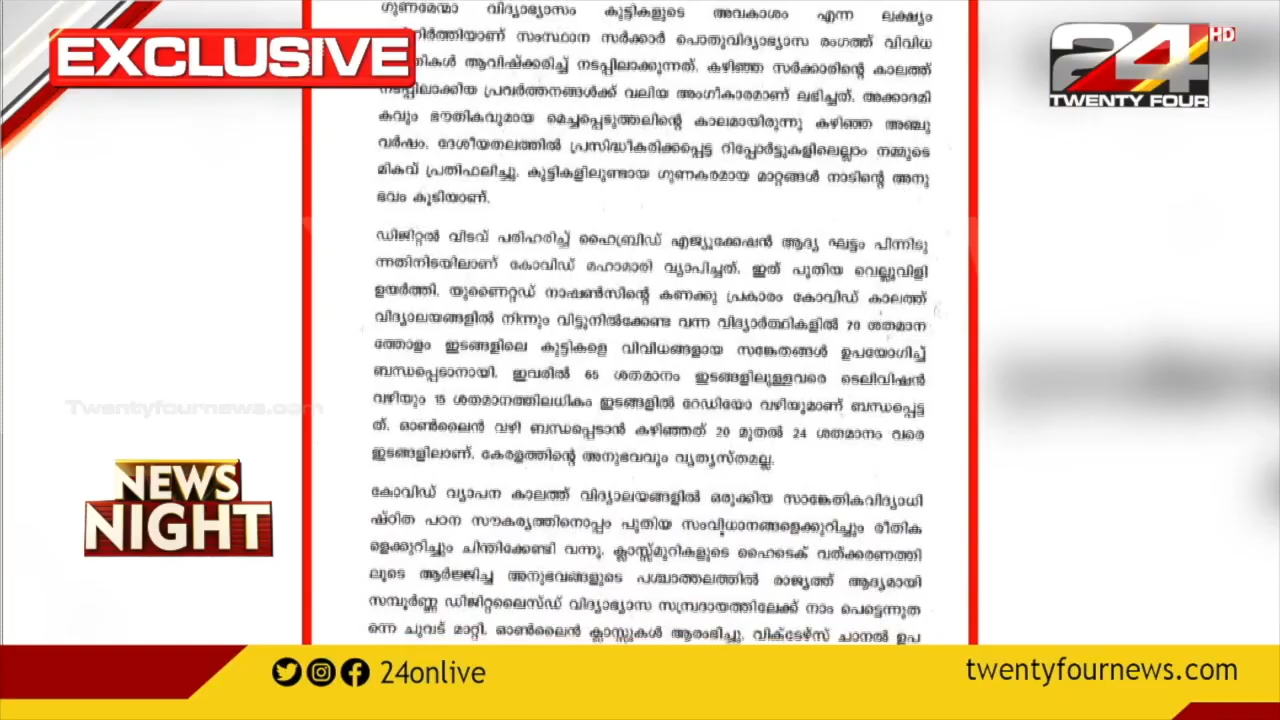 ഗുണമേന്മാ വിദ്യാഭ്യാസം കുട്ടികളുടെ അവകാശം എന്ന ലക്ഷ്യം
EXCLUSIVE
സംസ്ഥാന സർക്കാർ പൊതുവിദ്യാഭ്യാസ രംഗത്ത് വിവിധ
ആവിഷ്ക്കരിച്ച് നടപ്പിലാക്കുന്നത്. കഴിഞ്ഞ സർക്കാരിന്റെ കാലത്ത്
24 HD
TWENTY FOUR
നടപ്പിലാക്കിയ പ്രവർത്തനങ്ങൾക്ക് വലിയ അംഗീകാരമാണ് ലഭിച്ചത്. അക്കാദമി
കവും ഭൗതികവുമായ മെച്ചപ്പെടുത്തലിന്റെ കാലമായിരുന്നു കഴിഞ്ഞ അഞ്ചു
വർഷം. ദേശീയതലത്തിൽ പ്രസിദ്ധീകരിക്കപ്പെട്ട റിപ്പോർട്ടുകളിലെല്ലാം നമ്മുടെ
മികവ് പ്രതിഫലിച്ചു. കുട്ടികളിലുണ്ടായ ഗുണകരമായ മാറ്റങ്ങൾ നാടിന്റെ അനു
ഭവം കൂടിയാണ്.
ഡിജിറ്റൽ വിടവ് പരിഹരിച്ച് ഹൈബ്രിഡ് എജ്യുക്കേഷൻ ആദ്യ ഘട്ടം പിന്നിടു
ന്നതിനിടയിലാണ് കോവിഡ് മഹാമാരി വ്യാപിച്ചത്. ഇത് പുതിയ വെല്ലുവിളി
ഉയർത്തി. യുണൈറ്റഡ് നാഷൺസിന്റെ കണക്കു പ്രകാരം കോവിഡ് കാലത്ത്
വിദ്യാലയങ്ങളിൽ നിന്നും വിട്ടുനിൽക്കേണ്ട വന്ന വിദ്യാർത്ഥികളിൽ 70 ശതമാന
ത്തോളം ഇടങ്ങളിലെ കുട്ടികളെ വിവിധങ്ങളായ സങ്കേതങ്ങൾ ഉപയോഗിച്ച്
ബന്ധപ്പെടാനായി. ഇവരിൽ 65 ശതമാനം ഇടങ്ങളിലുള്ളവരെ ടെലിവിഷൻ
വഴിയും 15 ശതമാനത്തിലധികം ഇടങ്ങളിൽ റേഡിയോ വഴിയുമാണ് ബന്ധപ്പെട്ട
ത്. ഓൺലൈൻ വഴി ബന്ധപ്പെടാൻ കഴിഞ്ഞത് 20 മുതൽ 24 ശതമാനം വരെ
ഇടങ്ങളിലാണ്. കേരളത്തിന്റെ അനുഭവവും വ്യത്യസ്തമല്ല.
Twentyfournews.com
NEWS
NIGHT
കോവിഡ് വ്യാപന കാലത്ത് വിദ്യാലയങ്ങളിൽ ഒരുക്കിയ സാങ്കേതികവിദ്യാധി
ഷ്ഠിത പഠന സൗകര്യത്തിനൊപ്പം പുതിയ സംവിധാനങ്ങളെക്കുറിച്ചും രീതിക
ളെക്കുറിച്ചും ചിന്തിക്കേണ്ടി വന്നു. ക്ലാസ്സ്മുറികളുടെ ഹൈടെക് വത്ക്കരണത്തി
ലൂടെ ആർജ്ജിച്ച അനുഭവങ്ങളുടെ പശ്ചാത്തലത്തിൽ രാജ്യത്ത് ആദ്യമായി
സമ്പൂർണ്ണ ഡിജിറ്റലൈസ്ഡ് വിദ്യാഭ്യാസ സമ്പ്രദായത്തിലേക്ക് നാം പെട്ടെന്നുത
ന്നെ ചുവട് മാറ്റി. ഓൺലൈൻ ക്ലാസ്സുകൾ ആരംഭിച്ചു. വിക്ടേഴ്സ് ചാനൽ ഉപ
24onlive
twentyfournews.com